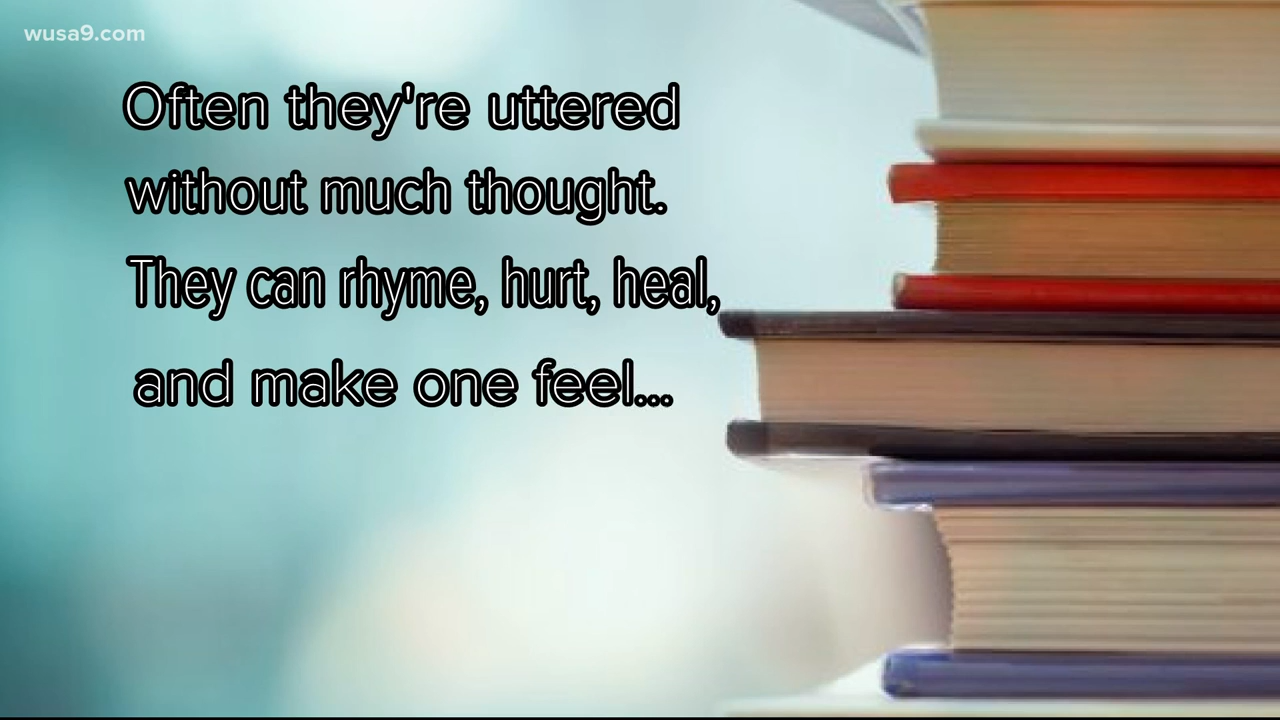 wusa9.com
Often they're uttered
without much thought.
They can rhyme, hurt, heal,
and make one feel...